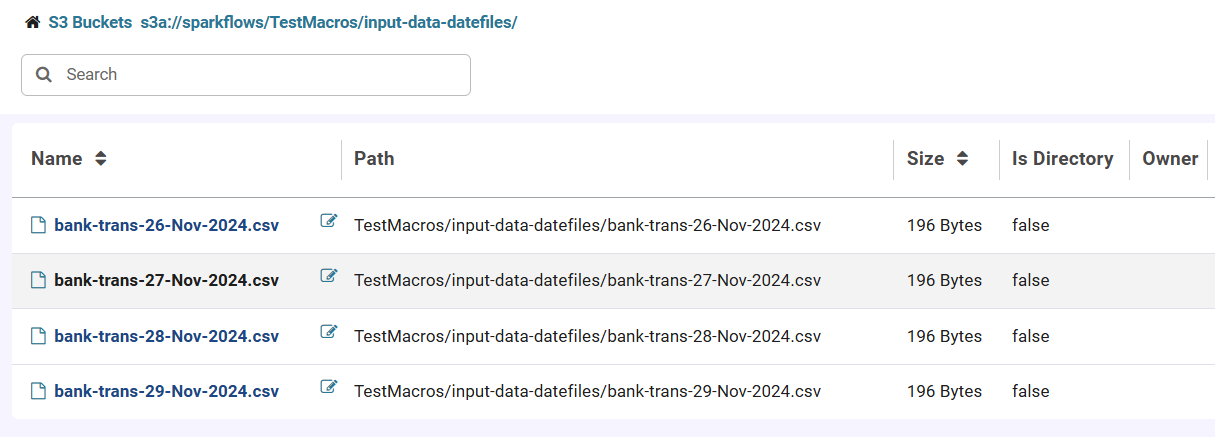 S3 Buckets s3a://sparkflows/TestMacros/input-data-datefiles/
Search
Name Path Size Is Directory Owner
bank-trans-26-Nov-2024.csv TestMacros/input-data-datefiles/bank-trans-26-Nov-2024.csv 196 Bytes false
bank-trans-27-Nov-2024.csv TestMacros/input-data-datefiles/bank-trans-27-Nov-2024.csv 196 Bytes false
bank-trans-28-Nov-2024.csv TestMacros/input-data-datefiles/bank-trans-28-Nov-2024.csv 196 Bytes false
bank-trans-29-Nov-2024.csv TestMacros/input-data-datefiles/bank-trans-29-Nov-2024.csv 196 Bytes false